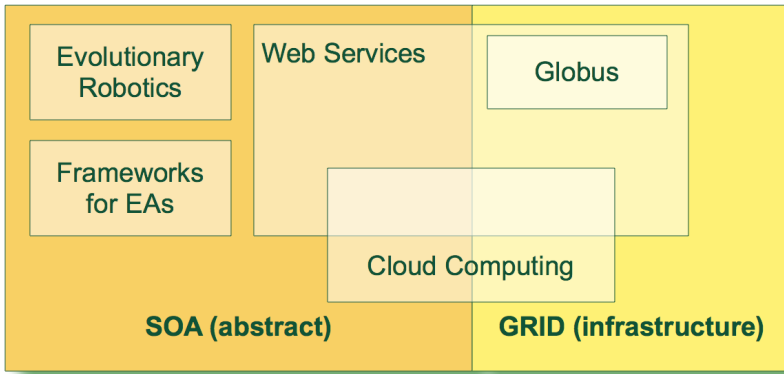 Evolutionary
Robotics
Web Services
Globus
Frameworks
for EAs
Cloud Computing
SOA (abstract)
GRID (infrastructure)